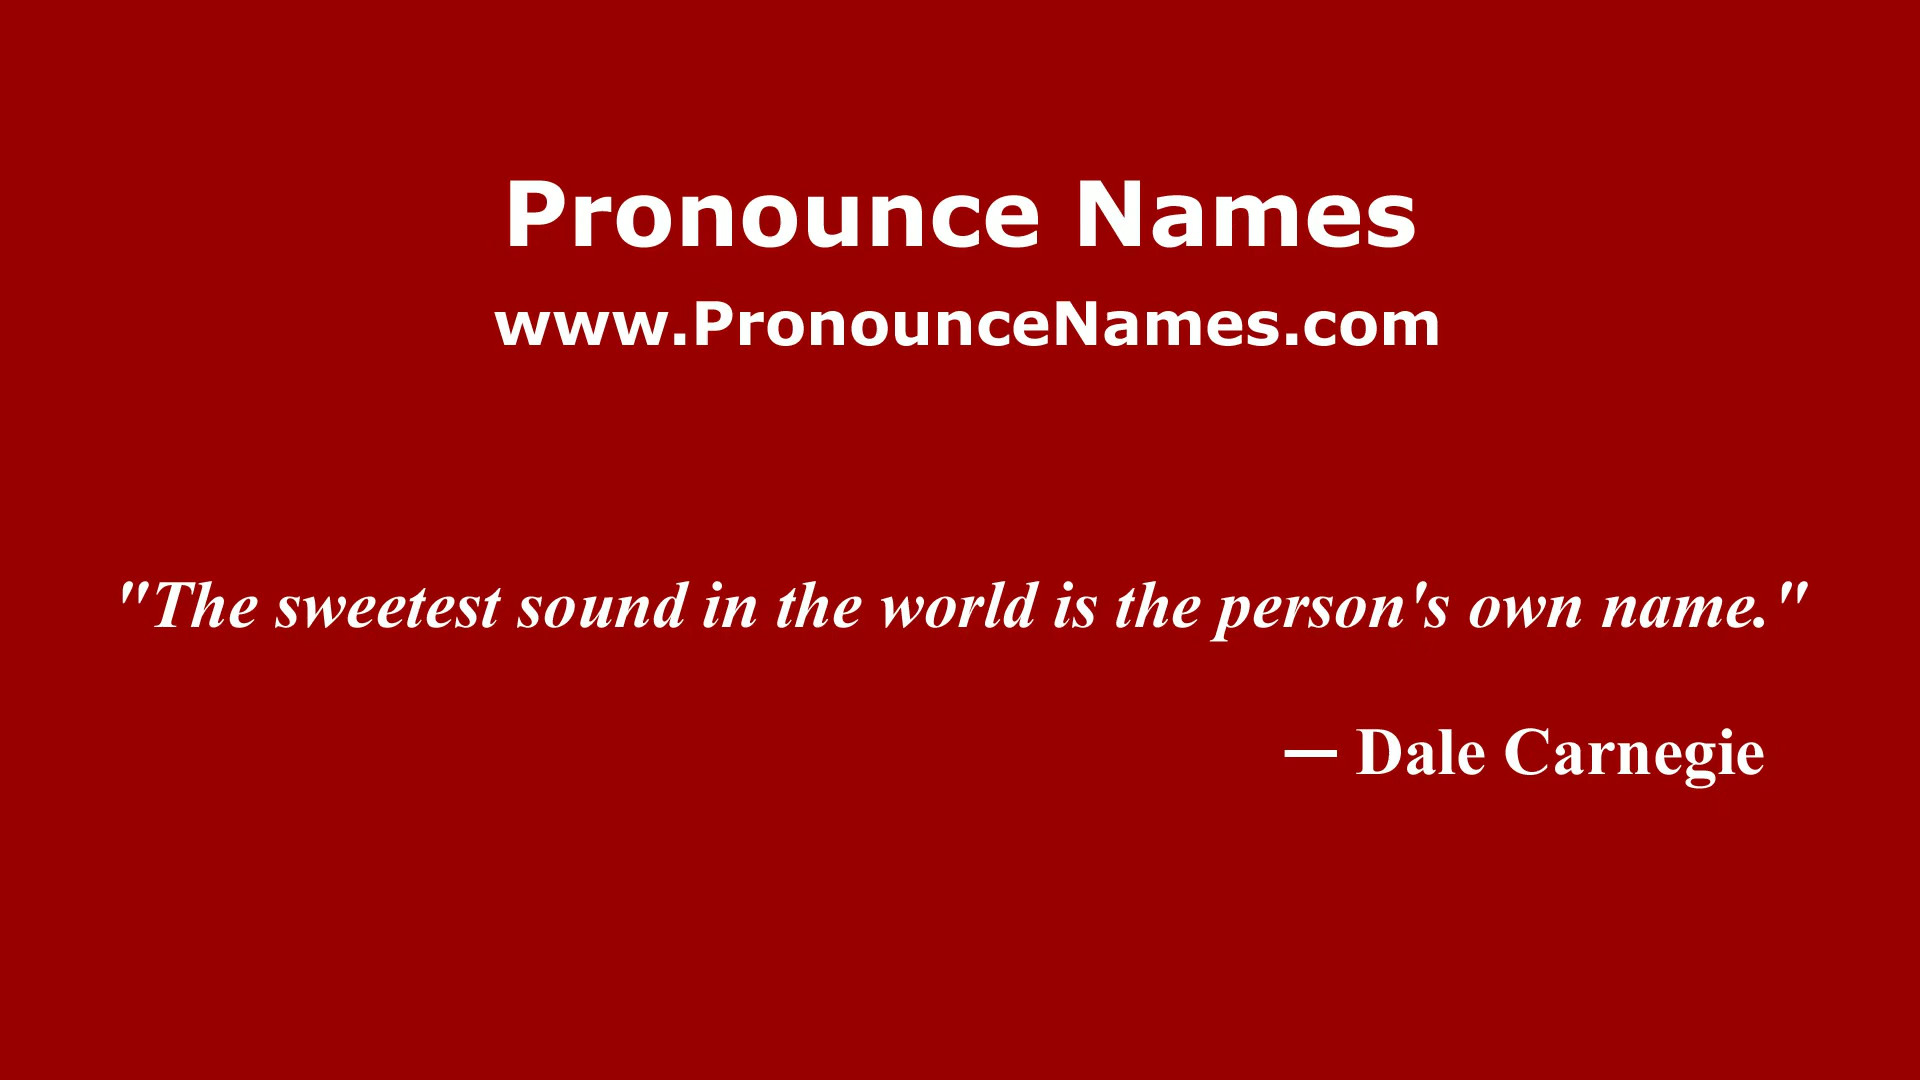 Pronounce Names
www.PronounceNames.com
"The sweetest sound in the world is the person's own name."
— Dale Carnegie